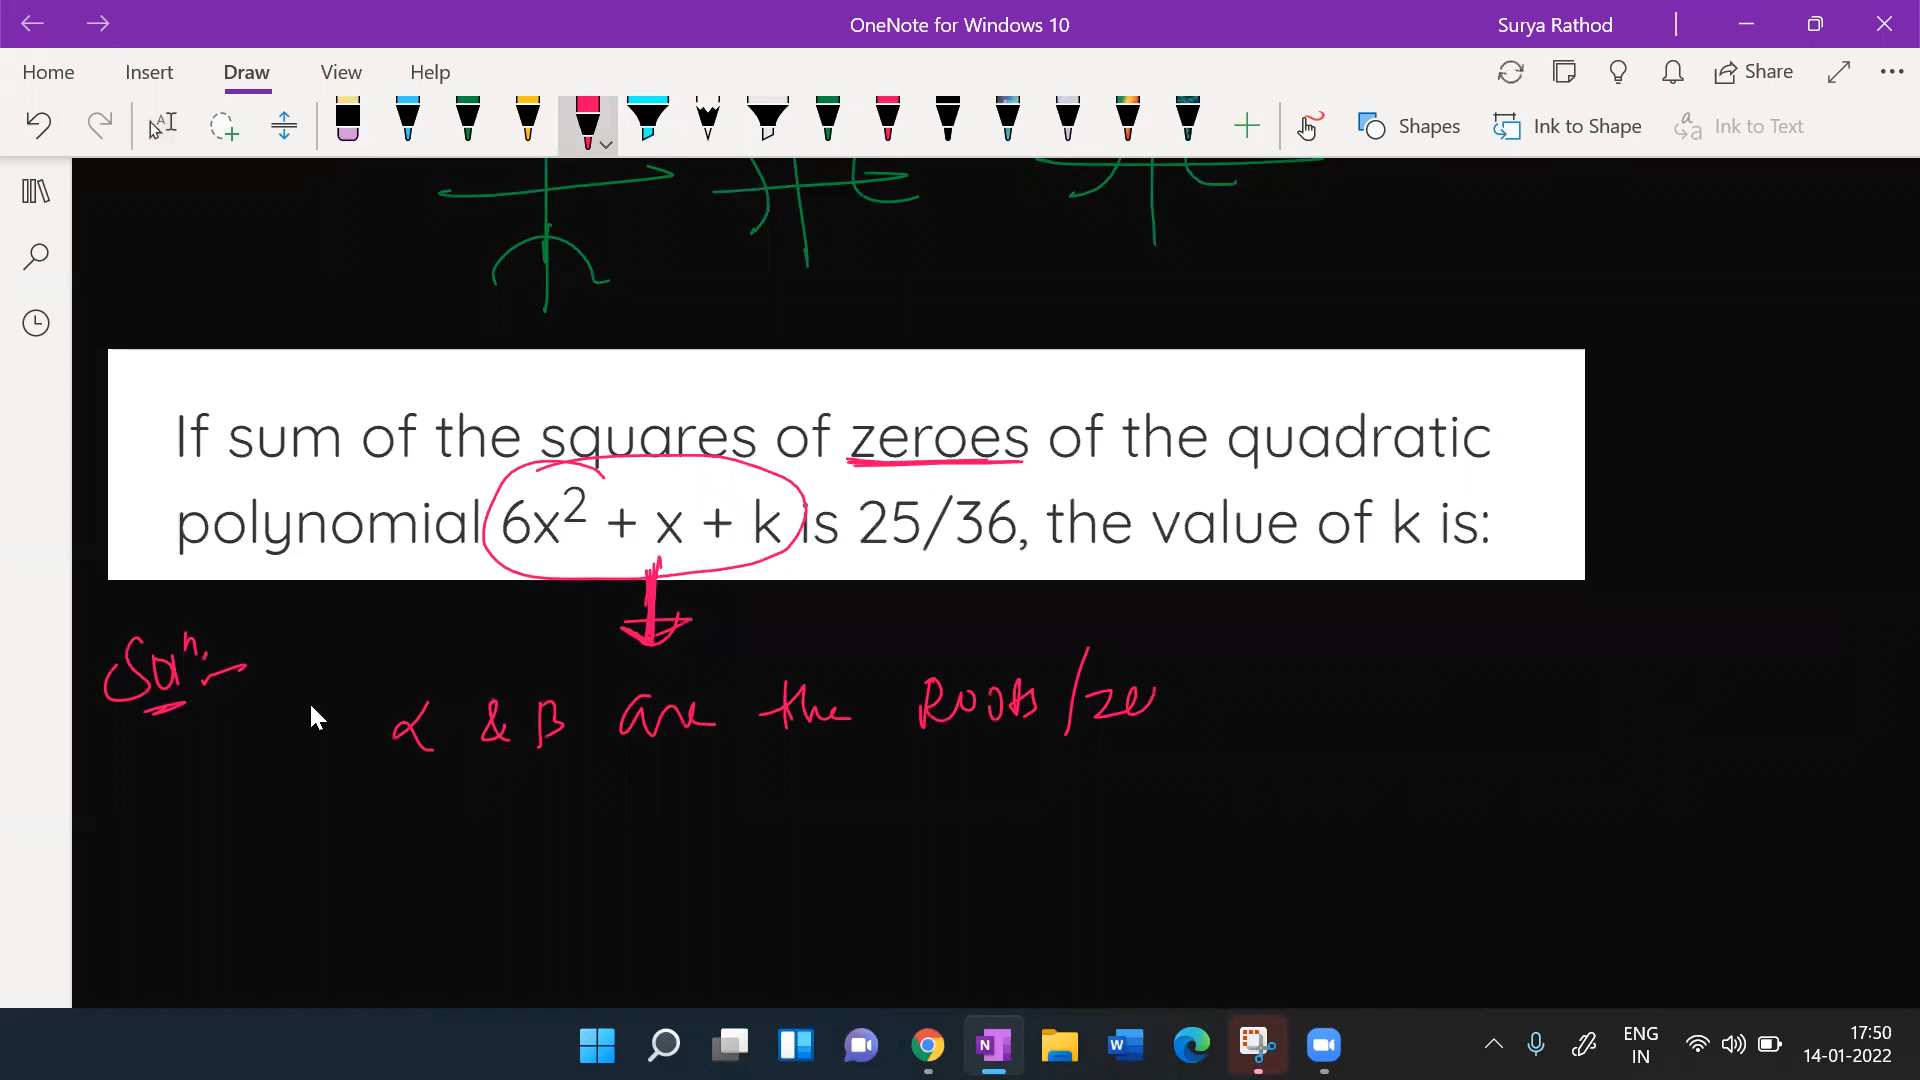 OneNote for Windows 10
Surya Rathod
Home Insert Draw View Help
Share
Shapes Ink to Shape Ink to Text
If sum of the squares of zeroes of the quadratic
polynomial 6x² + x + k is 25/36, the value of k is:
Solⁿ:-
α & β are the Roots/ze
ENG
IN
17:50
14-01-2022